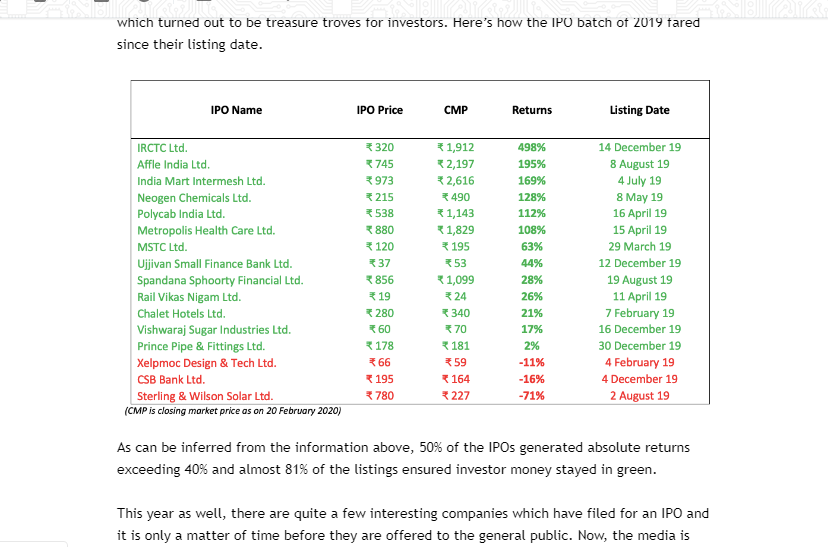 which turned out to be treasure troves for investors. Here's how the IPO batch of 2019 fared
since their listing date.
IPO Name IPO Price CMP Returns Listing Date
IRCTC Ltd. ₹ 320 ₹ 1,912 498% 14 December 19
Affle India Ltd. ₹ 745 ₹ 2,197 195% 8 August 19
India Mart Intermesh Ltd. ₹ 973 ₹ 2,616 169% 4 July 19
Neogen Chemicals Ltd. ₹ 215 ₹ 490 128% 8 May 19
Polycab India Ltd. ₹ 538 ₹ 1,143 112% 16 April 19
Metropolis Health Care Ltd. ₹ 880 ₹ 1,829 108% 15 April 19
MSTC Ltd. ₹ 120 ₹ 195 63% 29 March 19
Ujjivan Small Finance Bank Ltd. ₹ 37 ₹ 53 44% 12 December 19
Spandana Sphoorty Financial Ltd. ₹ 856 ₹ 1,099 28% 19 August 19
Rail Vikas Nigam Ltd. ₹ 19 ₹ 24 26% 11 April 19
Chalet Hotels Ltd. ₹ 280 ₹ 340 21% 7 February 19
Vishwaraj Sugar Industries Ltd. ₹ 60 ₹ 70 17% 16 December 19
Prince Pipe & Fittings Ltd. ₹ 178 ₹ 181 2% 30 December 19
Xelpmoc Design & Tech Ltd. ₹ 66 ₹ 59 -11% 4 February 19
CSB Bank Ltd. ₹ 195 ₹ 164 -16% 4 December 19
Sterling & Wilson Solar Ltd. ₹ 780 ₹ 227 -71% 2 August 19
(CMP is closing market price as on 20 February 2020)
As can be inferred from the information above, 50% of the IPOs generated absolute returns
exceeding 40% and almost 81% of the listings ensured investor money stayed in green.
This year as well, there are quite a few interesting companies which have filed for an IPO and
it is only a matter of time before they are offered to the general public. Now, the media is